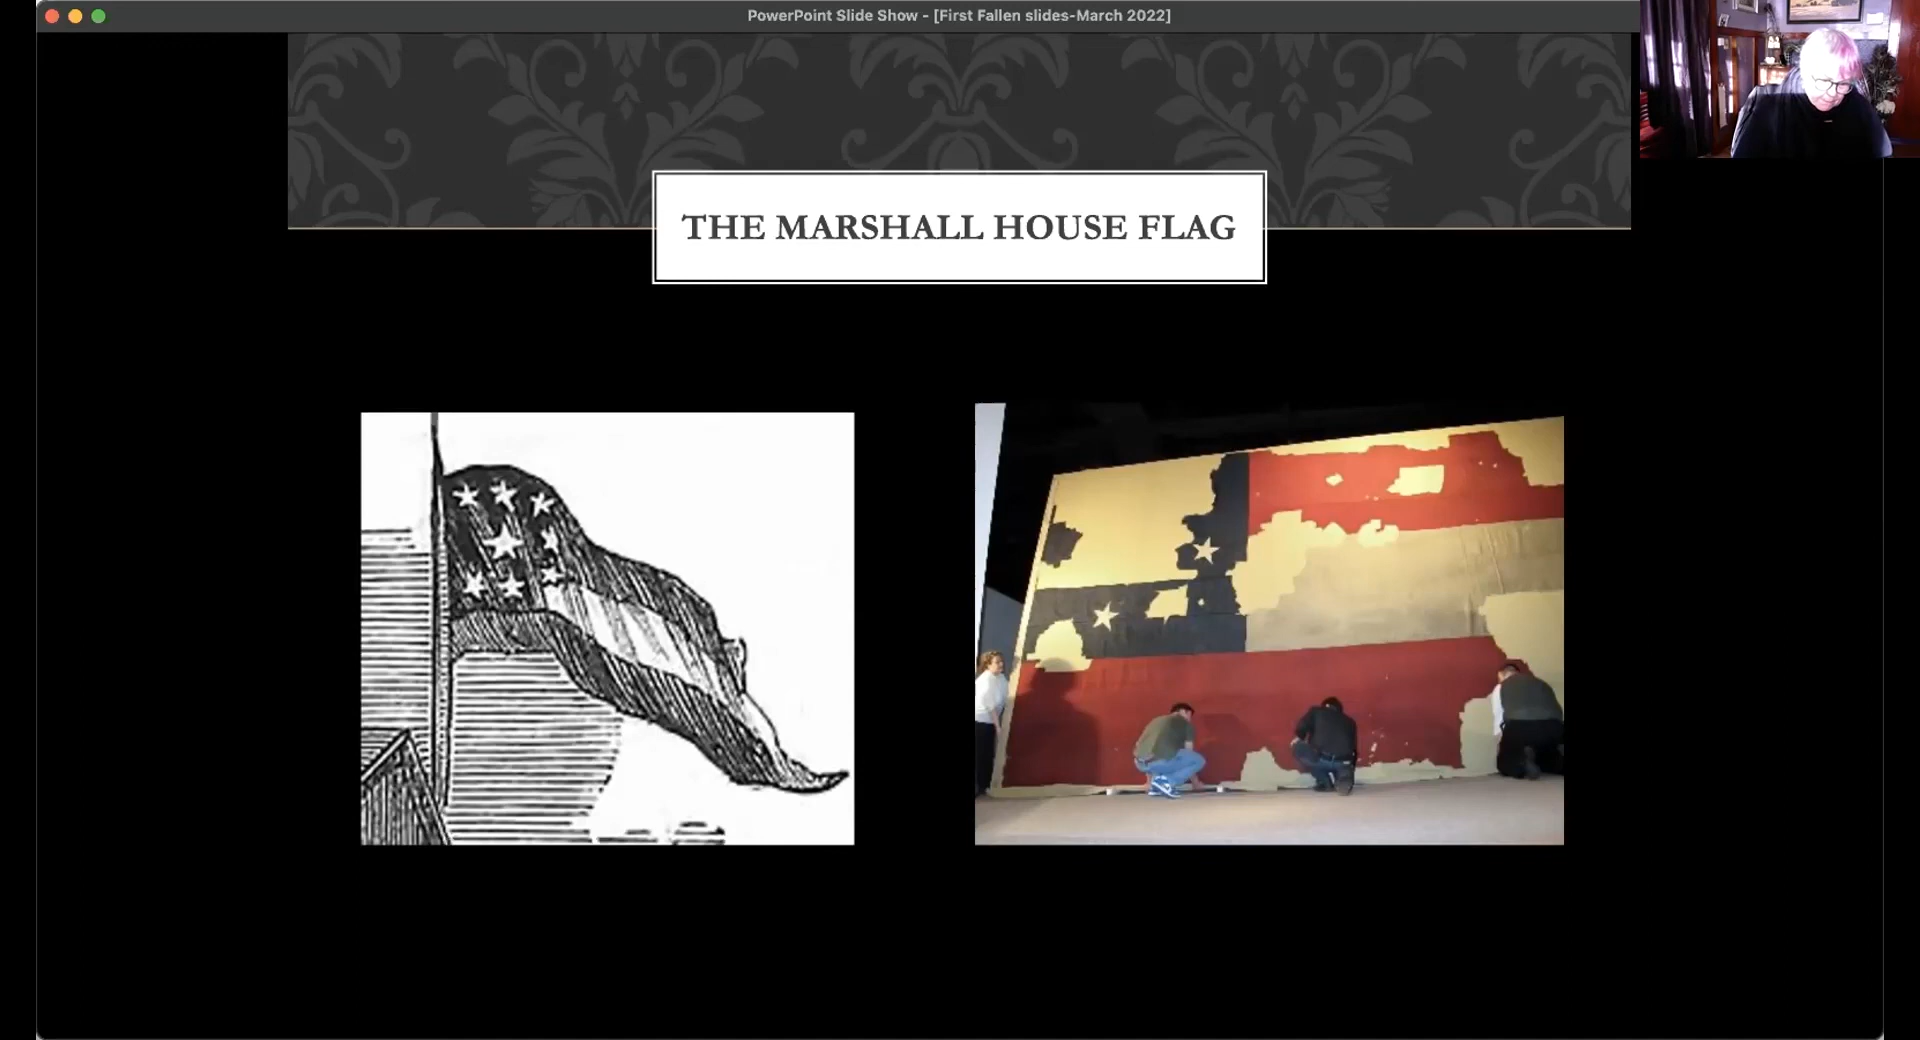 PowerPoint Slide Show - [First Fallen slides-March 2022]
THE MARSHALL HOUSE FLAG